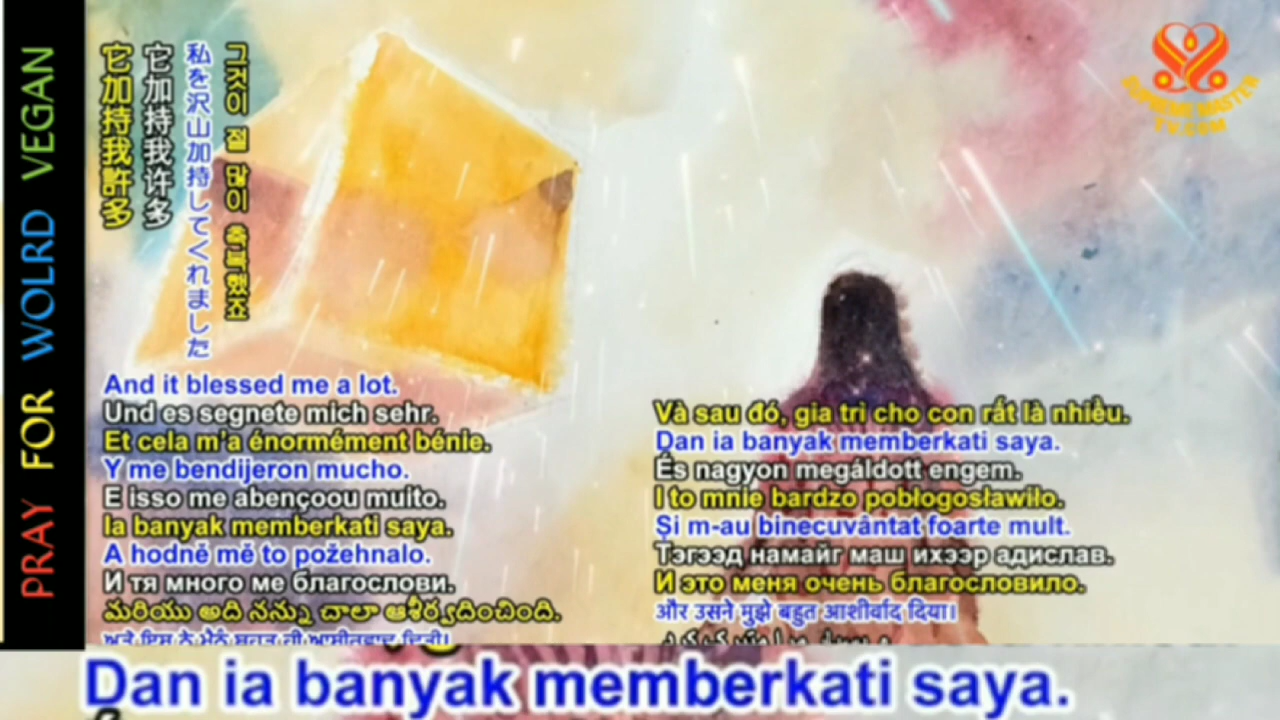 PRAY FOR WOLRD VEGAN
它加持我許多
它加持我许多
私を沢山加持してくれました
그것이 절 많이 축복했죠
SUPREME MASTER
TV.COM
And it blessed me a lot.
Und es segnete mich sehr.
Et cela m'a énormément bénie.
Y me bendijeron mucho.
E isso me abençoou muito.
Ia banyak memberkati saya.
A hodně mě to požehnalo.
И тя много ме благослови.
మరియు అది నన్ను చాలా ఆశీర్వదించింది.
Và sau đó, gia trì cho con rất là nhiều.
Dan ia banyak memberkati saya.
És nagyon megáldott engem.
I to mnie bardzo pobłogosławiło.
Și m-au binecuvântat foarte mult.
Тэгээд намайг маш ихээр адислав.
И это меня очень благословило.
और उसने मुझे बहुत आशीर्वाद दिया।
Dan ia banyak memberkati saya.